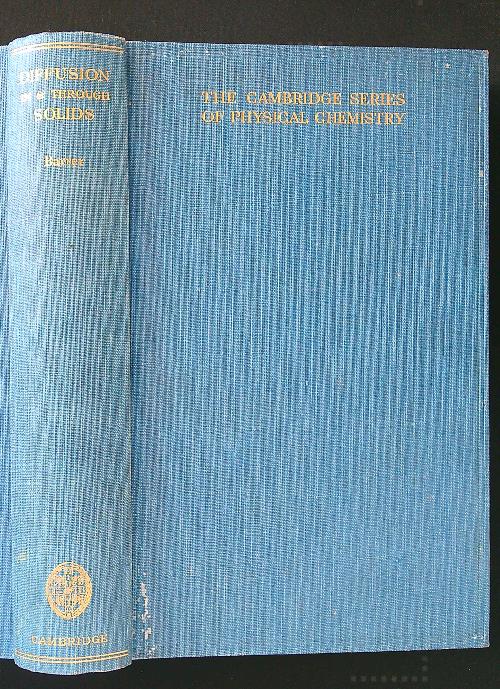 DIFFUSION
IN & THROUGH
SOLIDS
Barrer
CAMBRIDGE
THE CAMBRIDGE SERIES
OF PHYSICAL CHEMISTRY